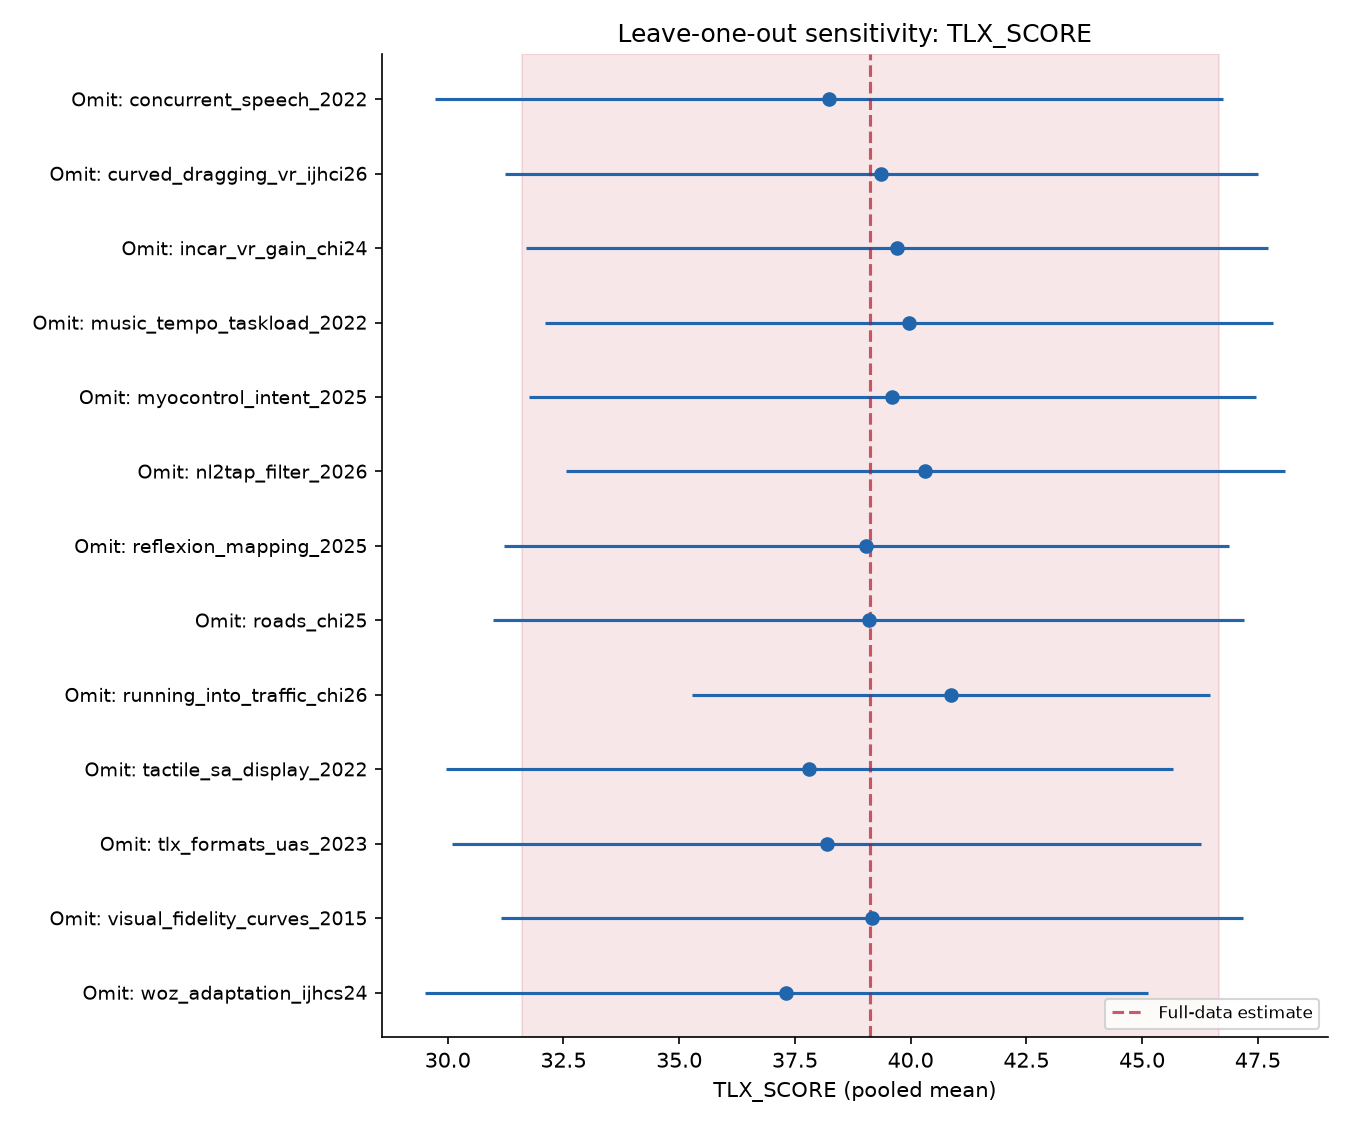 Leave-one-out sensitivity: TLX_SCORE
Omit: concurrent_speech_2022
Omit: curved_dragging_vr_ijhci26
Omit: incar_vr_gain_chi24
Omit: music_tempo_taskload_2022
Omit: myocontrol_intent_2025
Omit: nl2tap_filter_2026
Omit: reflexion_mapping_2025
Omit: roads_chi25
Omit: running_into_traffic_chi26
Omit: tactile_sa_display_2022
Omit: tlx_formats_uas_2023
Omit: visual_fidelity_curves_2015
Omit: woz_adaptation_ijhcs24
Full-data estimate
30.0 32.5 35.0 37.5 40.0 42.5 45.0 47.5
TLX_SCORE (pooled mean)